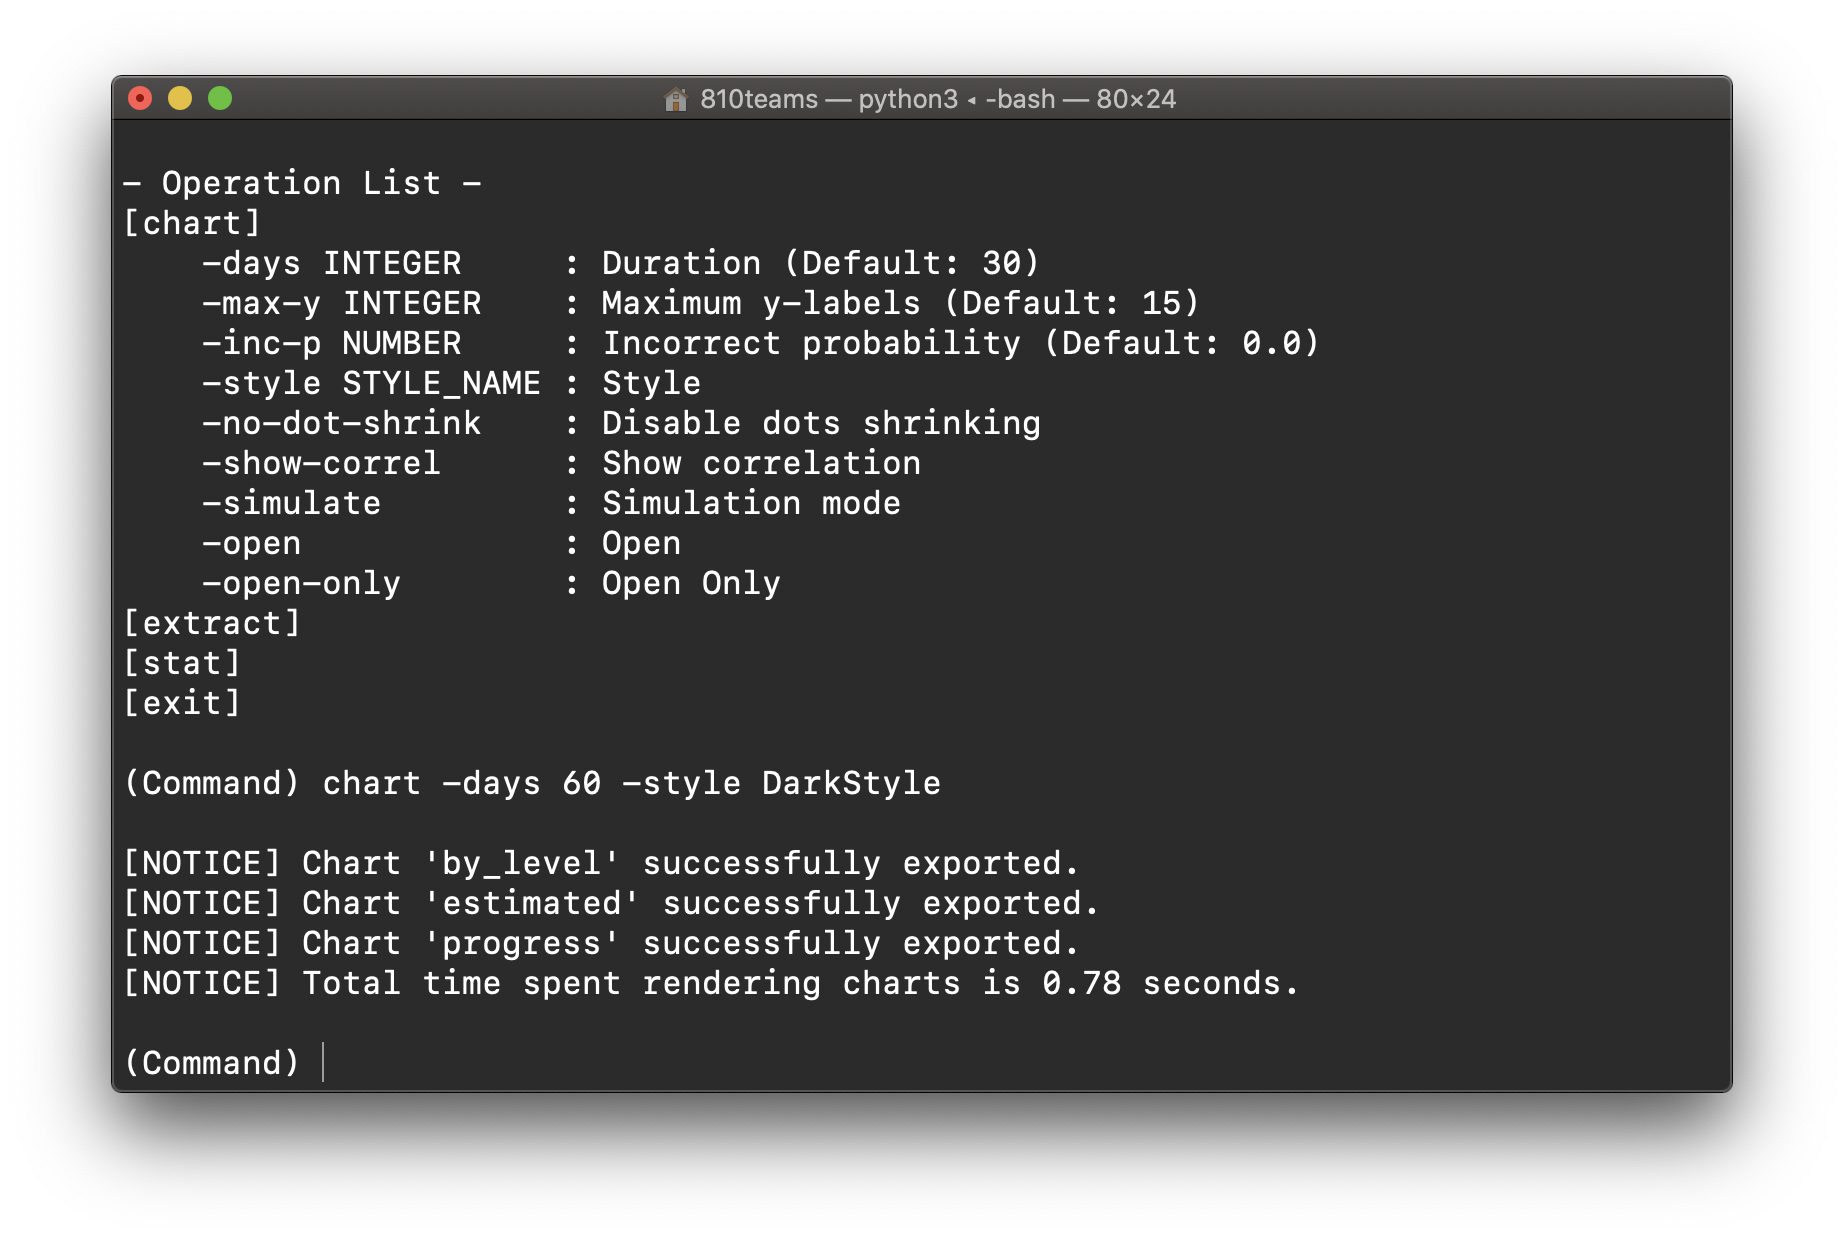 810teams — python3 ◂ -bash — 80×24
- Operation List -
[chart]
    -days INTEGER     : Duration (Default: 30)
    -max-y INTEGER    : Maximum y-labels (Default: 15)
    -inc-p NUMBER     : Incorrect probability (Default: 0.0)
    -style STYLE_NAME : Style
    -no-dot-shrink    : Disable dots shrinking
    -show-correl      : Show correlation
    -simulate         : Simulation mode
    -open             : Open
    -open-only        : Open Only
[extract]
[stat]
[exit]
(Command) chart -days 60 -style DarkStyle
[NOTICE] Chart 'by_level' successfully exported.
[NOTICE] Chart 'estimated' successfully exported.
[NOTICE] Chart 'progress' successfully exported.
[NOTICE] Total time spent rendering charts is 0.78 seconds.
(Command)